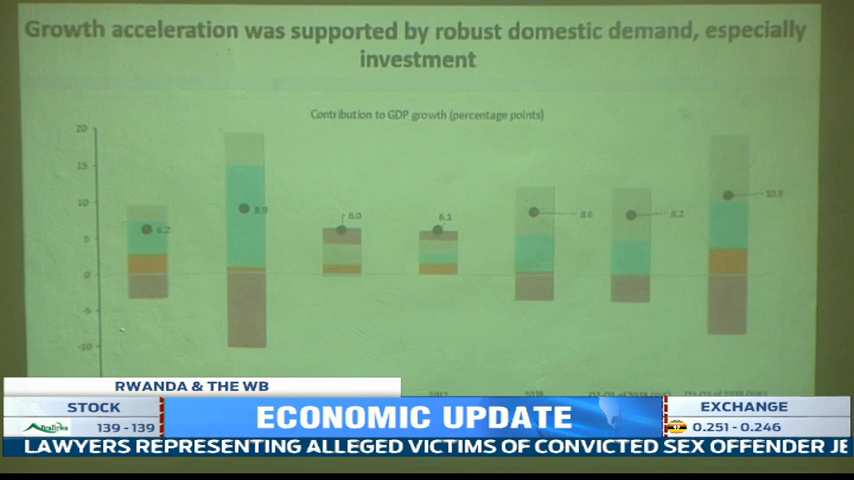 Growth acceleration was supported by robust domestic demand, especially
investment
Contribution to GDP growth (percentage points)
20
15
10
5
0
-5
-10
6.2
8.9
6.0
6.1
8.6
8.2
10.9
2017
2018
RWANDA & THE WB
STOCK
139 - 139
ECONOMIC UPDATE
EXCHANGE
0.251 - 0.246
LAWYERS REPRESENTING ALLEGED VICTIMS OF CONVICTED SEX OFFENDER JE